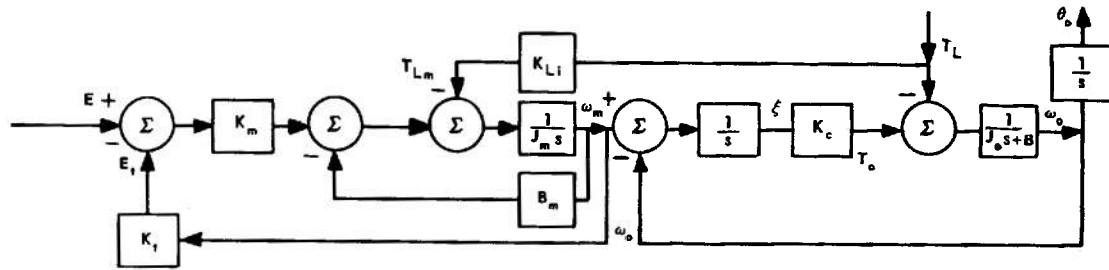 θ_o
T_L
T_Lm
K_Li
1/s
E +
Σ
K_m
Σ
Σ
1/J_m s
ω_m +
Σ
1/s
ξ
K_c
Σ
1/J_o s+B
ω_o
−
−
−
−
−
E_t
T_o
B_m
K_t
ω_o